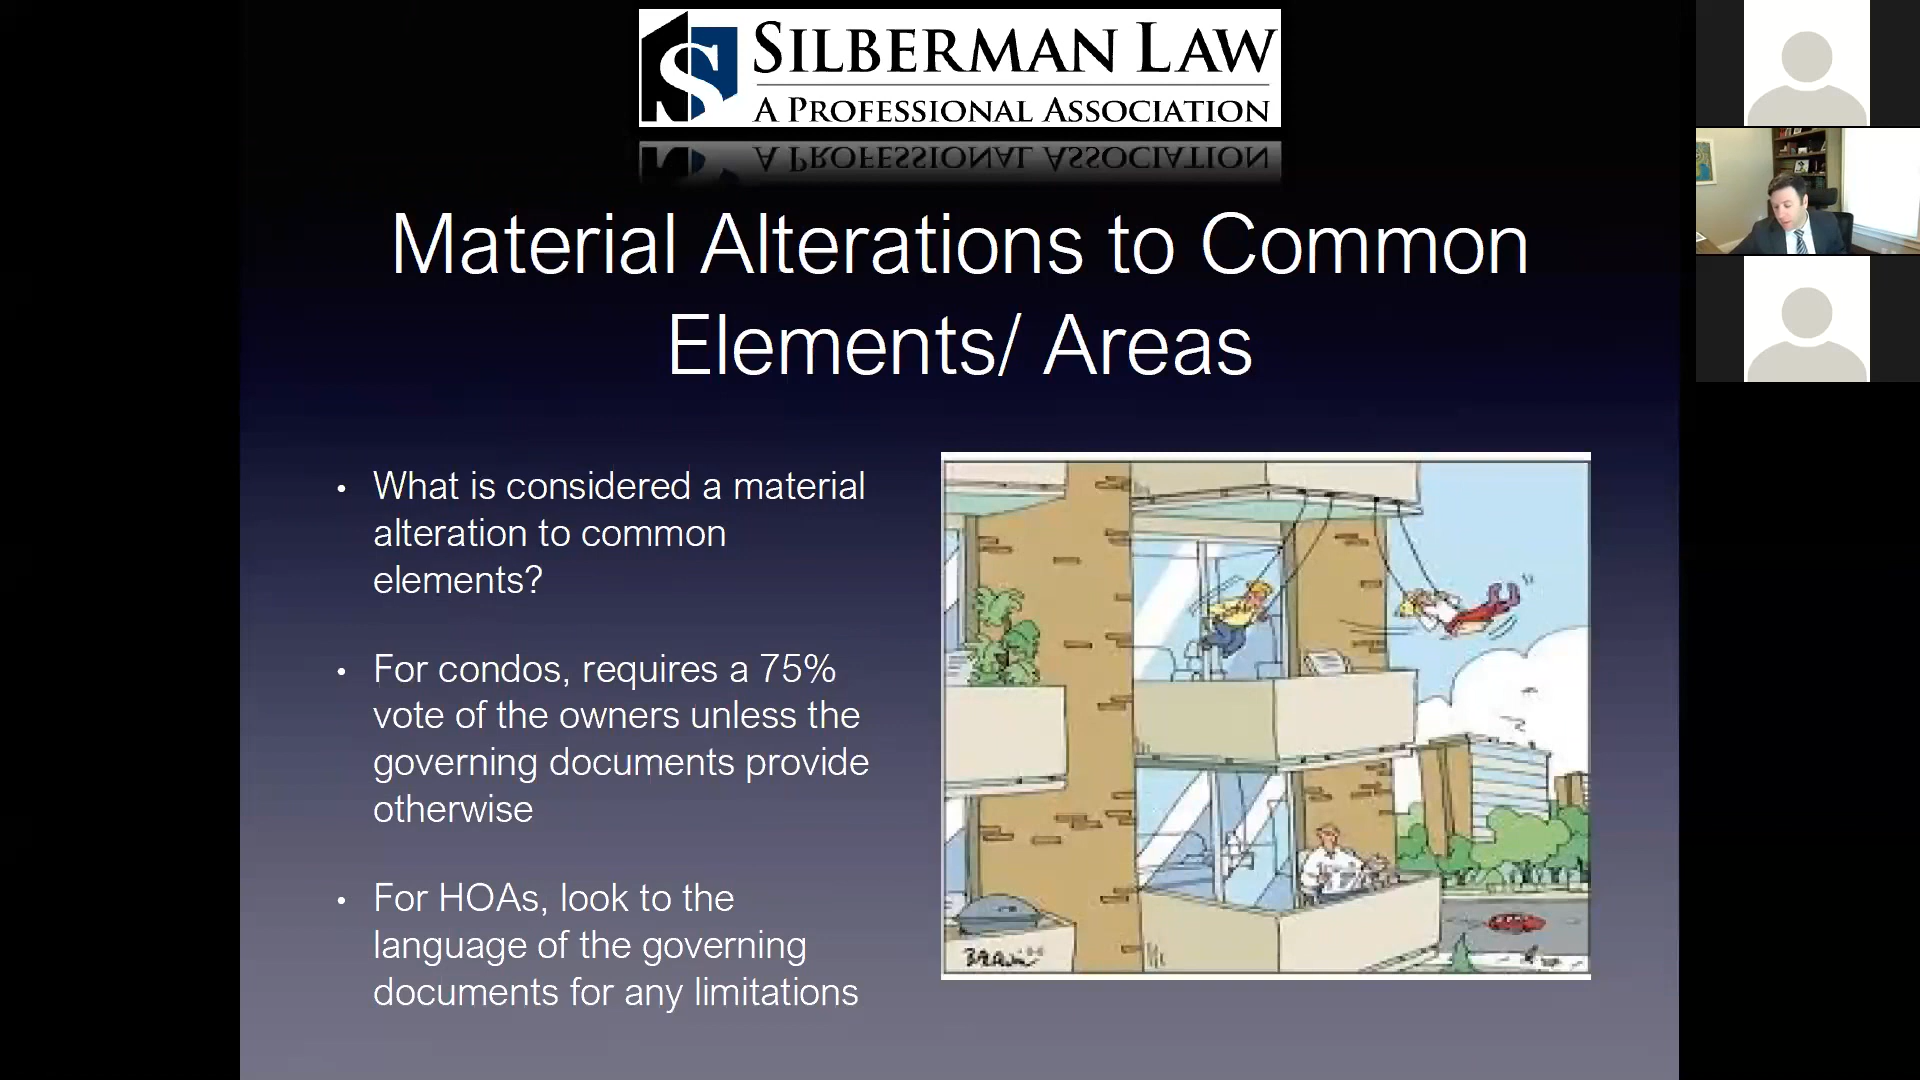 SILBERMAN LAW
A PROFESSIONAL ASSOCIATION
Material Alterations to Common
Elements/ Areas
• What is considered a material
alteration to common
elements?
• For condos, requires a 75%
vote of the owners unless the
governing documents provide
otherwise
• For HOAs, look to the
language of the governing
documents for any limitations